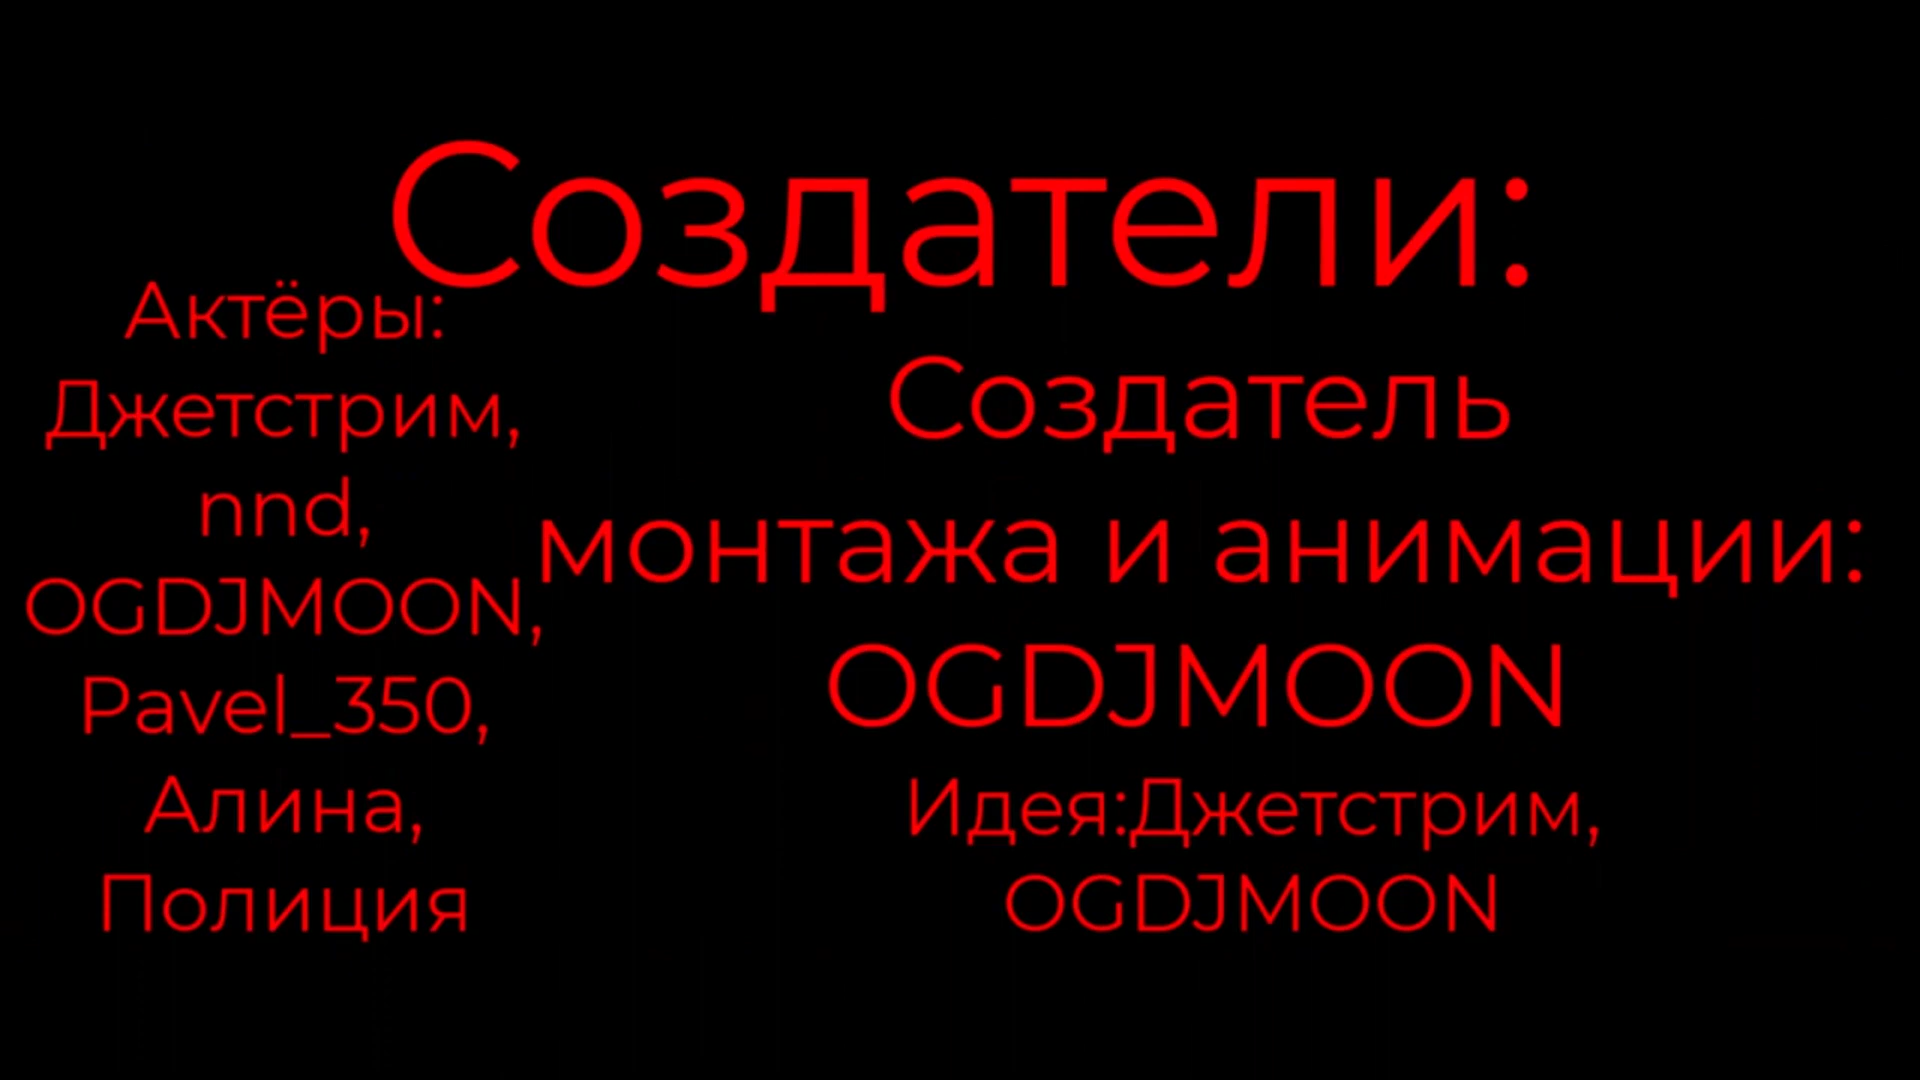 Создатели:
Актёры:
Джетстрим,
nnd,
OGDJMOON,
Pavel_350,
Алина,
Полиция
Создатель
монтажа и анимации:
OGDJMOON
Идея:Джетстрим,
OGDJMOON